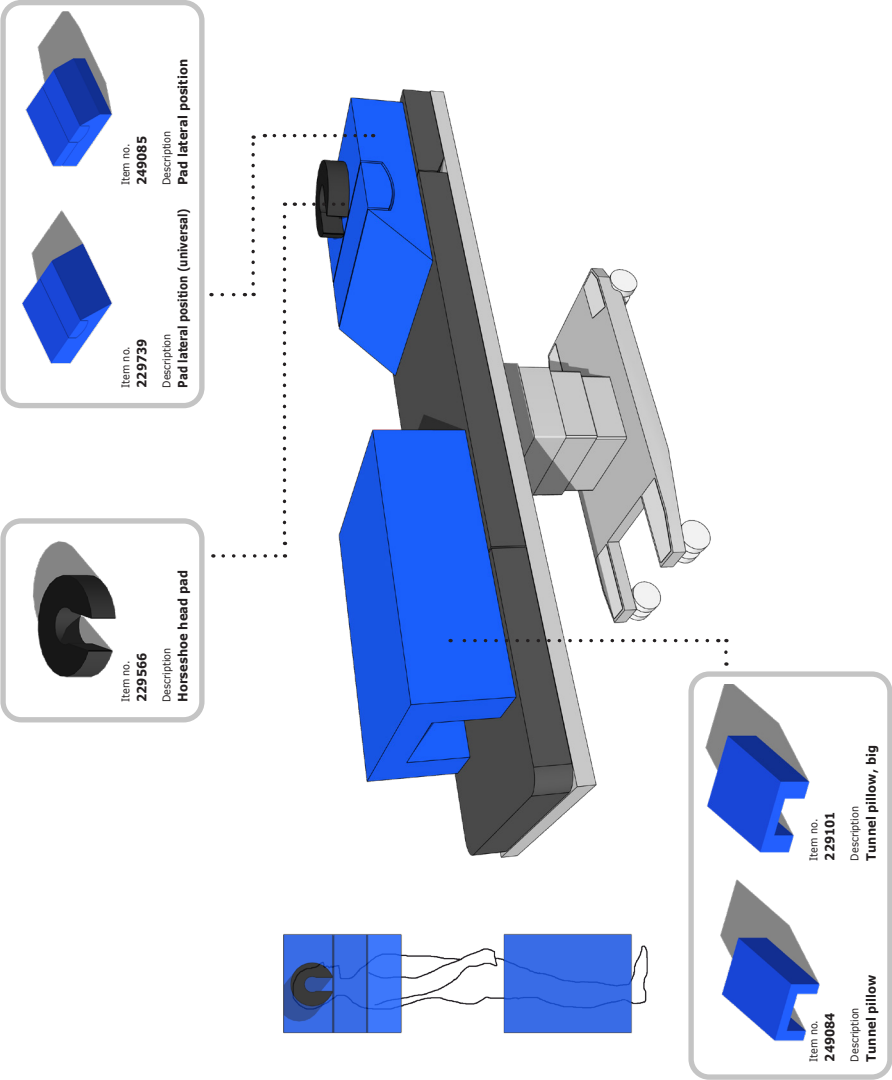 Item no.
229566
Description
Horseshoe head pad
Item no.
229739
Description
Pad lateral position (universal)
Item no.
249085
Description
Pad lateral position
Item no.
249084
Description
Tunnel pillow
Item no.
229101
Description
Tunnel pillow, big